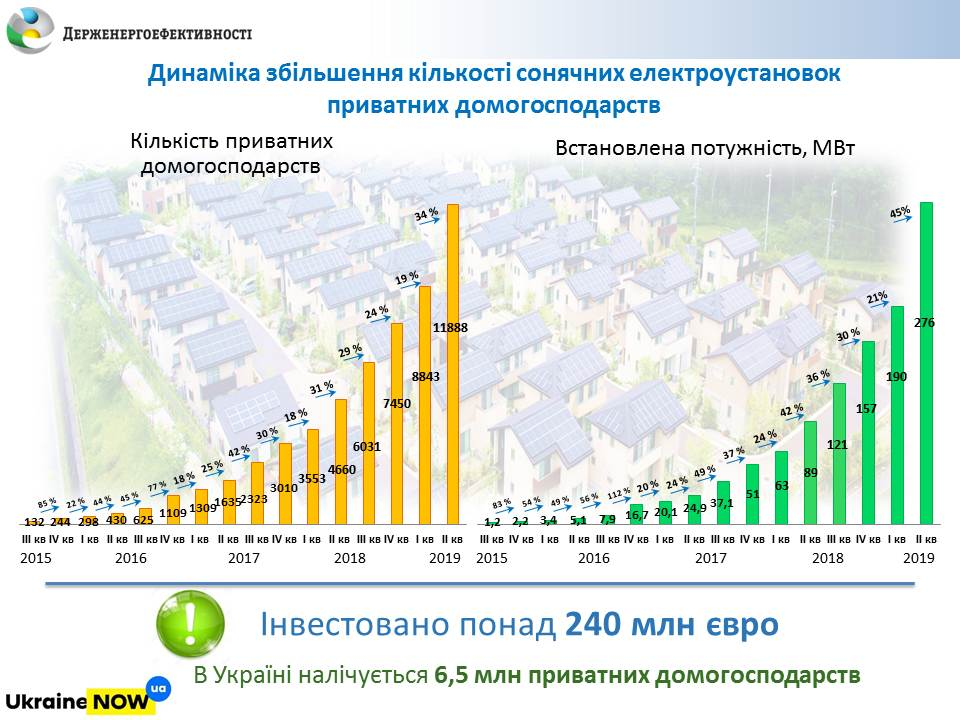 ДЕРЖЕНЕРГОЕФЕКТИВНОСТІ
Динаміка збільшення кількості сонячних електроустановок
приватних домогосподарств
Кількість приватних
домогосподарств
85 % 22 % 44 % 45 % 77 % 18 % 25 % 42 % 30 % 18 % 31 % 29 % 24 % 19 % 34 %
132 244 298 430 625 1109 1309 1635 2323 3010 3553 4660 6031 7450 8843 11888
III кв IV кв I кв II кв III кв IV кв I кв II кв III кв IV кв I кв II кв III кв IV кв I кв II кв
2015 2016 2017 2018 2019
Встановлена потужність, МВт
83 % 54 % 49 % 56 % 112 % 20 % 24 % 49 % 37 % 24 % 42 % 36 % 30 % 21% 45%
1,2 2,2 3,4 5,1 7,9 16,7 20,1 24,9 37,1 51 63 89 121 157 190 276
III кв IV кв I кв II кв III кв IV кв I кв II кв III кв IV кв I кв II кв III кв IV кв I кв II кв
2015 2016 2017 2018 2019
Інвестовано понад 240 млн євро
В Україні налічується 6,5 млн приватних домогосподарств
Ukraine NOW ua